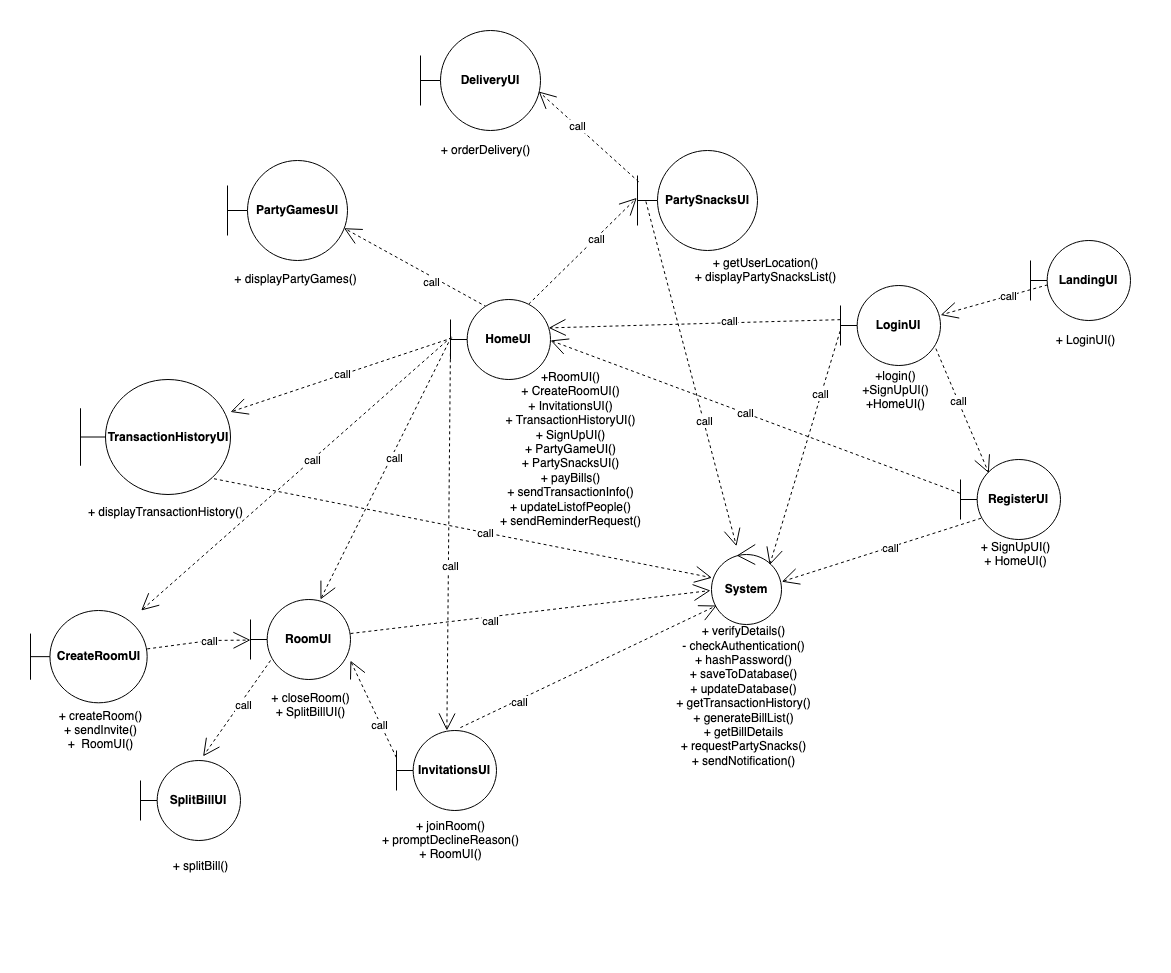 DeliveryUI
+ orderDelivery()
call
PartySnacksUI
+ getUserLocation()
+ displayPartySnacksList()
PartyGamesUI
+ displayPartyGames()
call
call
LandingUI
+ LoginUI()
call
LoginUI
+login()
+SignUpUI()
+HomeUI()
call
HomeUI
+RoomUI()
+ CreateRoomUI()
+ InvitationsUI()
+ TransactionHistoryUI()
+ SignUpUI()
+ PartyGameUI()
+ PartySnacksUI()
+ payBills()
+ sendTransactionInfo()
+ updateListofPeople()
+ sendReminderRequest()
call
call
call
call
call
TransactionHistoryUI
+ displayTransactionHistory()
call
call
call
call
RegisterUI
+ SignUpUI()
+ HomeUI()
call
call
System
+ verifyDetails()
- checkAuthentication()
+ hashPassword()
+ saveToDatabase()
+ updateDatabase()
+ getTransactionHistory()
+ generateBillList()
+ getBillDetails
+ requestPartySnacks()
+ sendNotification()
CreateRoomUI
+ createRoom()
+ sendInvite()
+  RoomUI()
call
RoomUI
+ closeRoom()
+ SplitBillUI()
call
call
call
call
SplitBillUI
+ splitBill()
InvitationsUI
+ joinRoom()
+ promptDeclineReason()
+ RoomUI()